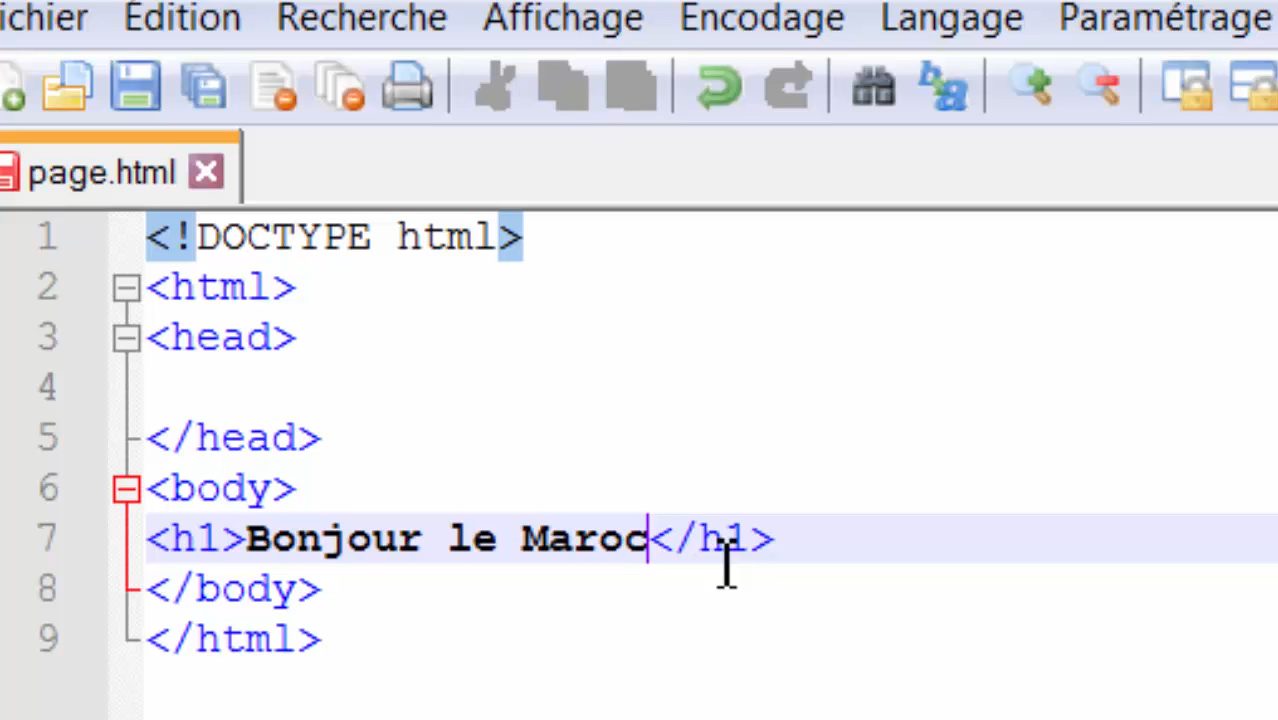 ichier Édition Recherche Affichage Encodage Langage Paramétrage
page.html
1 <!DOCTYPE html>
2 <html>
3 <head>
4
5 </head>
6 <body>
7 <h1>Bonjour le Maroc</h1>
8 </body>
9 </html>